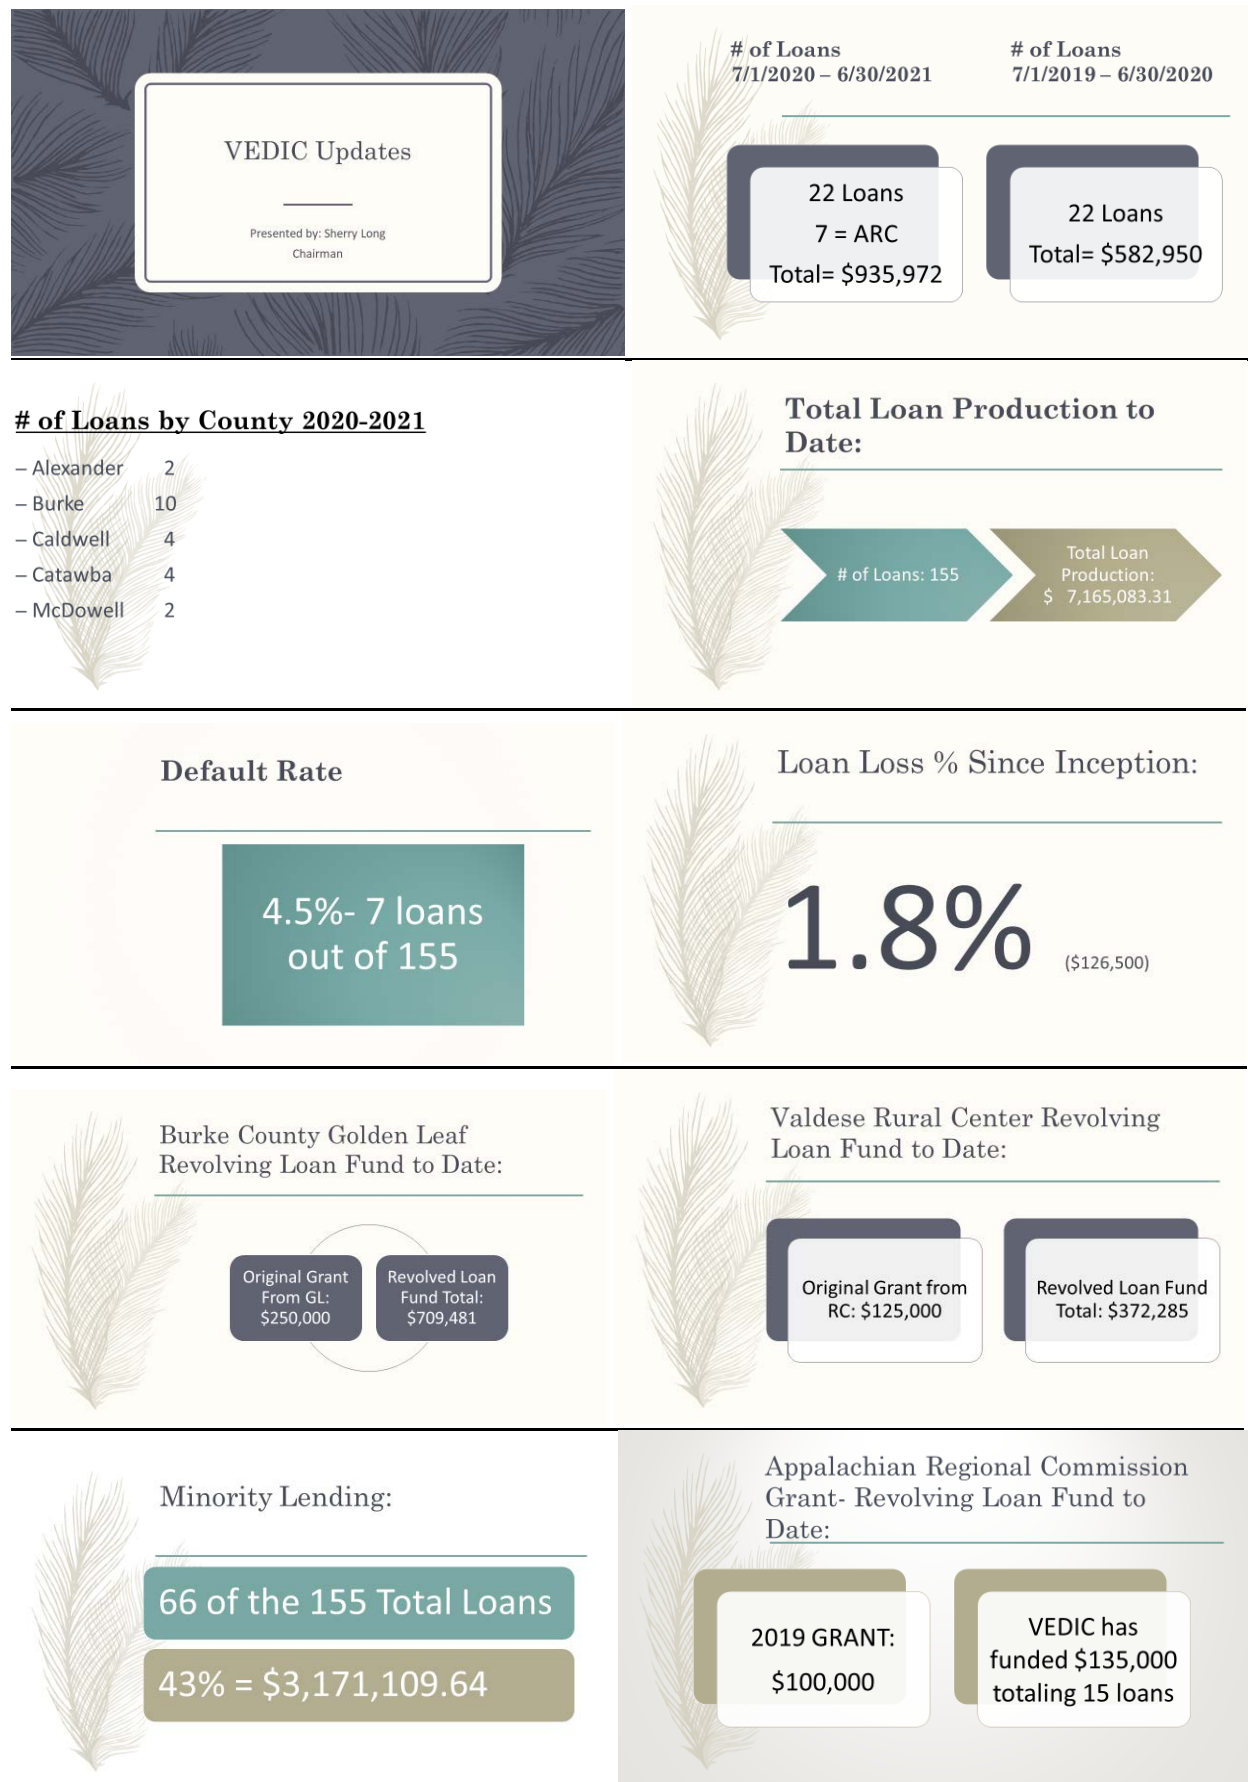 VEDIC Updates
Presented by: Sherry Long
Chairman
# of Loans
7/1/2020 – 6/30/2021
# of Loans
7/1/2019 – 6/30/2020
22 Loans
7 = ARC
Total= $935,972
22 Loans
Total= $582,950
# of Loans by County 2020-2021
– Alexander 2
– Burke 10
– Caldwell 4
– Catawba 4
– McDowell 2
Total Loan Production to
Date:
# of Loans: 155
Total Loan
Production:
$ 7,165,083.31
Default Rate
4.5%- 7 loans
out of 155
Loan Loss % Since Inception:
1.8% ($126,500)
Burke County Golden Leaf
Revolving Loan Fund to Date:
Original Grant
From GL:
$250,000
Revolved Loan
Fund Total:
$709,481
Valdese Rural Center Revolving
Loan Fund to Date:
Original Grant from
RC: $125,000
Revolved Loan Fund
Total: $372,285
Minority Lending:
66 of the 155 Total Loans
43% = $3,171,109.64
Appalachian Regional Commission
Grant- Revolving Loan Fund to
Date:
2019 GRANT:
$100,000
VEDIC has
funded $135,000
totaling 15 loans